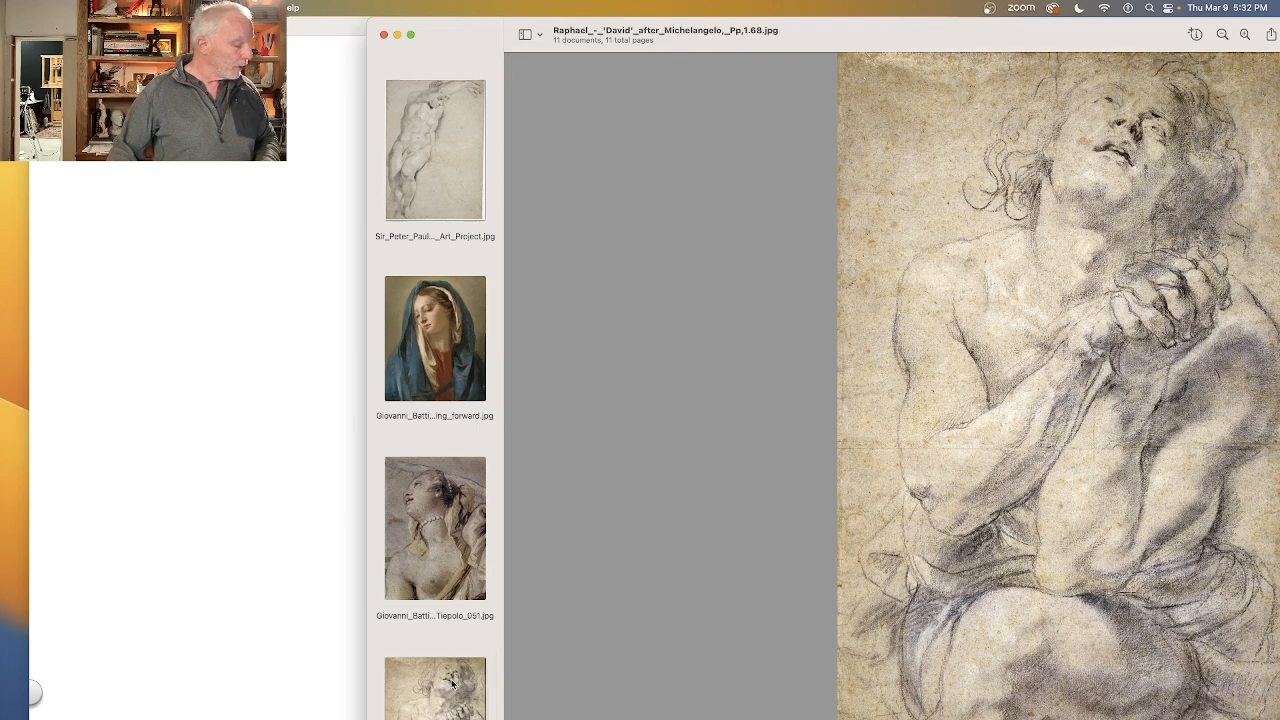 elp
200
Thu Mar 9 5:32 PM
Raphael_-_'David'_after_Michelangelo,_Pp,1.68.jpg
11 documents, 11 total pages
Sir_Peter_Paul..._Art_Project.jpg
Giovanni_Batti...ing_forward.jpg
Giovanni_Batti...Tiepolo_051.jpg